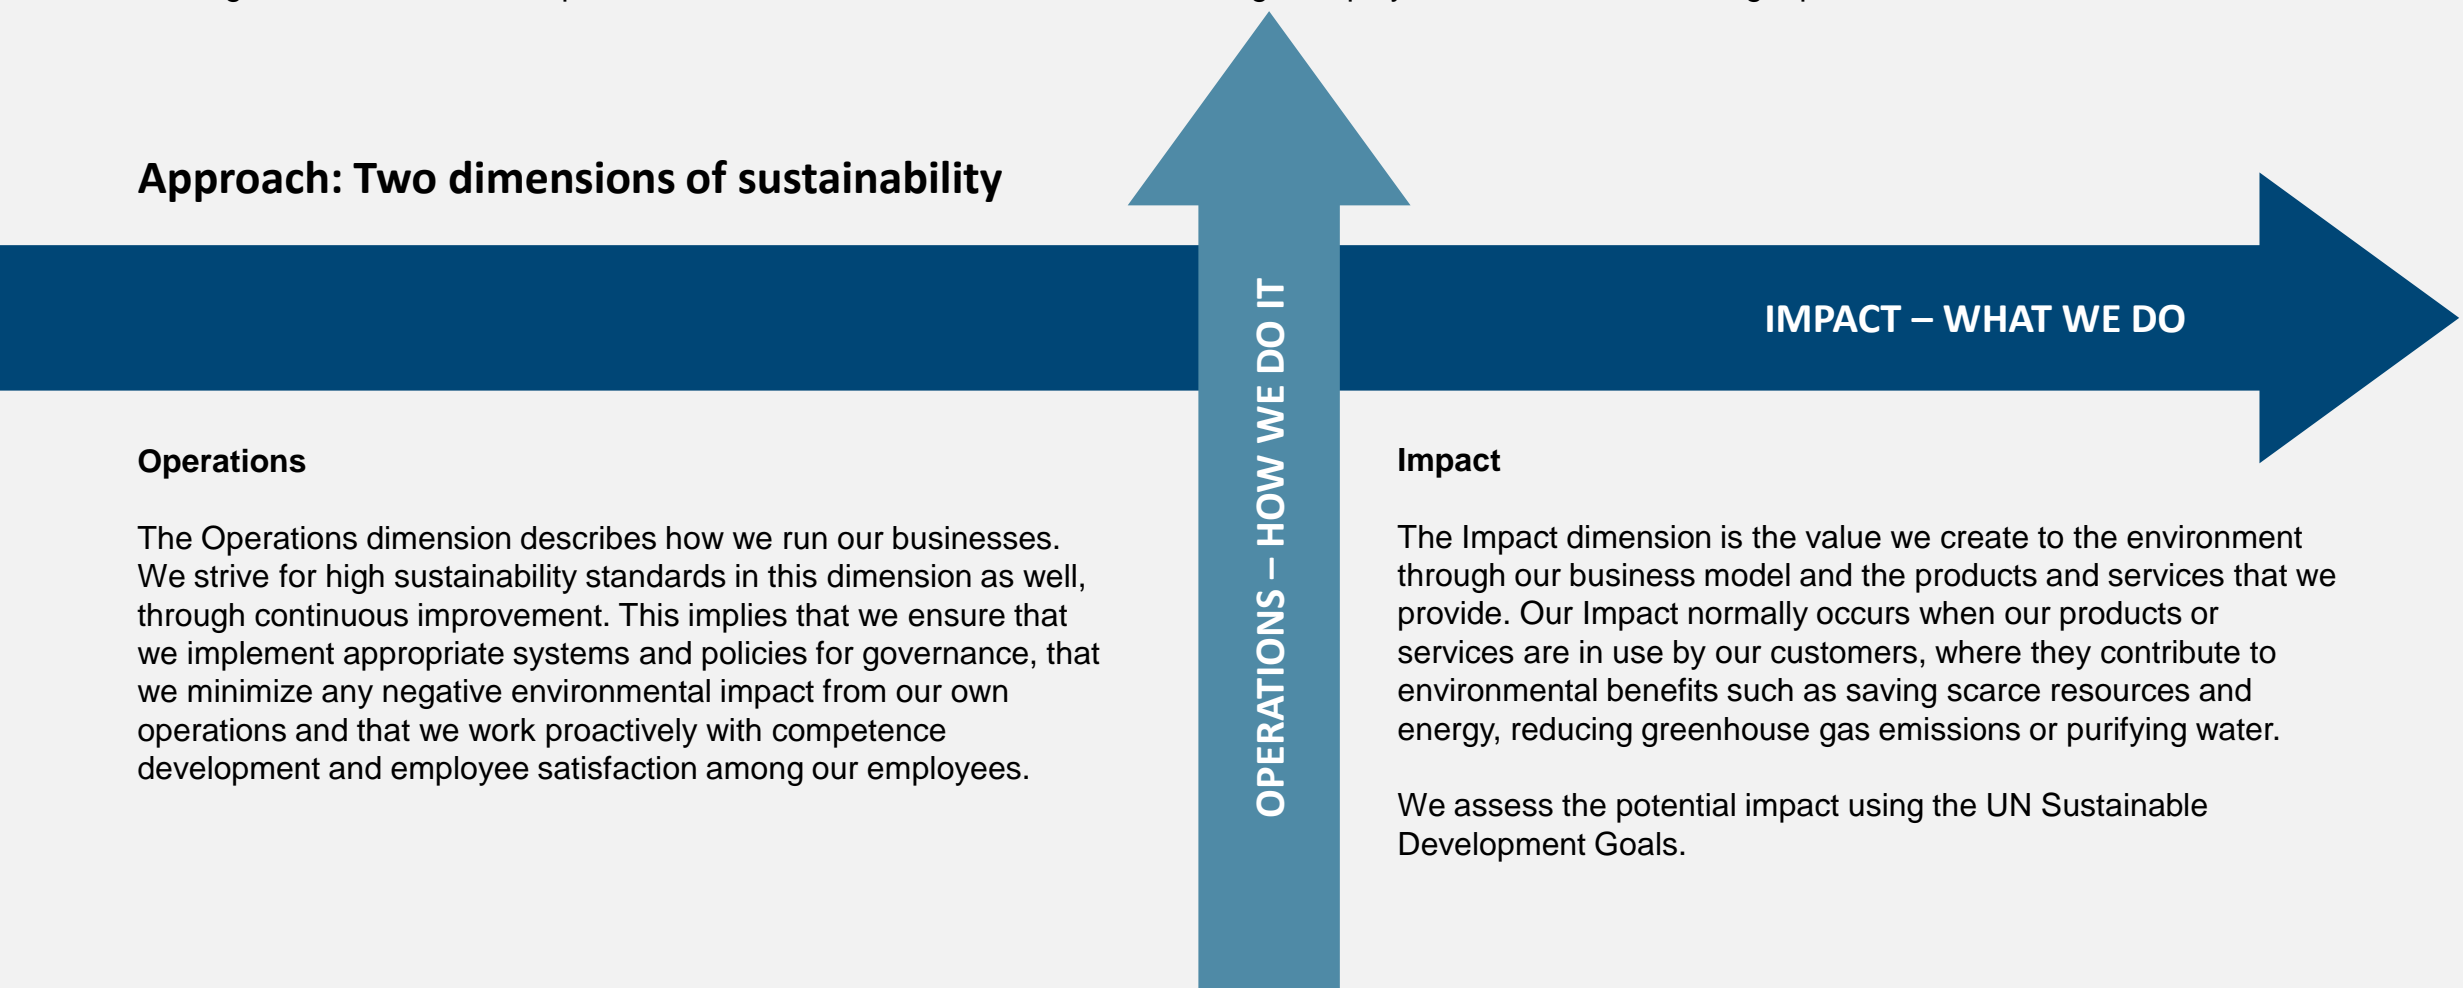 Approach: Two dimensions of sustainability
IMPACT – WHAT WE DO
OPERATIONS – HOW WE DO IT
Operations
The Operations dimension describes how we run our businesses.
We strive for high sustainability standards in this dimension as well,
through continuous improvement. This implies that we ensure that
we implement appropriate systems and policies for governance, that
we minimize any negative environmental impact from our own
operations and that we work proactively with competence
development and employee satisfaction among our employees.
Impact
The Impact dimension is the value we create to the environment
through our business model and the products and services that we
provide. Our Impact normally occurs when our products or
services are in use by our customers, where they contribute to
environmental benefits such as saving scarce resources and
energy, reducing greenhouse gas emissions or purifying water.
We assess the potential impact using the UN Sustainable
Development Goals.